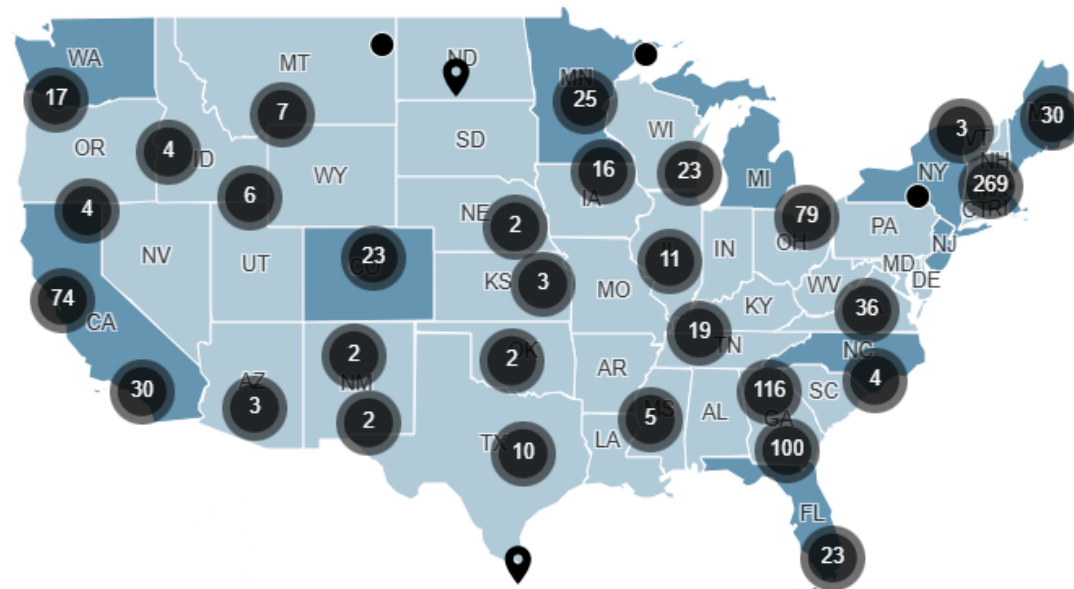 WA
MT
ND
MN
17
7
25
30
OR
4
ID
SD
WI
3
VT
NH
WY
16
IA
23
MI
NY
269
6
4
NE
2
79
OH
PA
CTRI
NV
UT
23
CO
KS
3
MO
11
IL
IN
WV
MD
DE
NJ
74
CA
KY
36
19
TN
NC
2
NM
2
OK
AR
30
AZ
3
2
TX
10
LA
5
MS
AL
116
GA
SC
4
100
FL
23